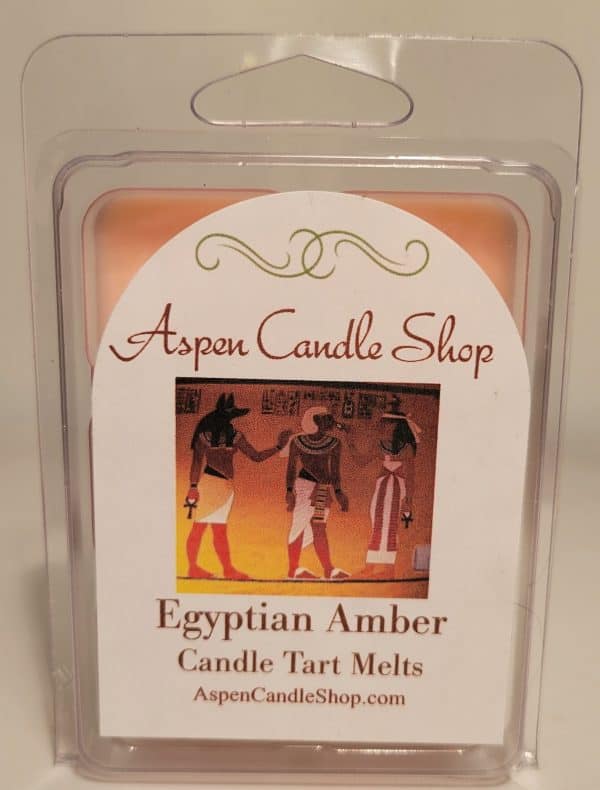 Aspen Candle Shop
Egyptian Amber
Candle Tart Melts
AspenCandleShop.com